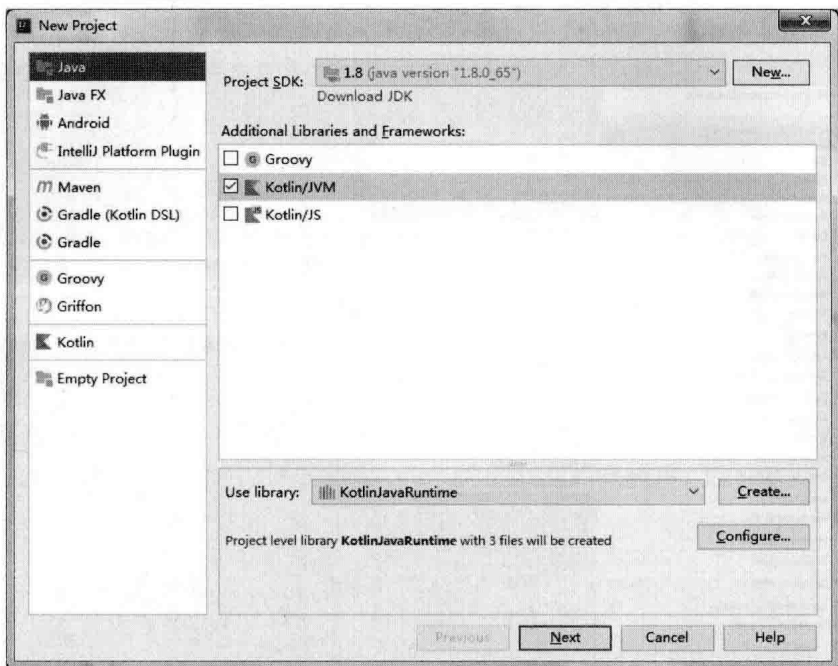 New Project
Java
Java FX
Android
IntelliJ Platform Plugin
Maven
Gradle (Kotlin DSL)
Gradle
Groovy
Griffon
Kotlin
Empty Project
Project SDK: 1.8 (java version "1.8.0_65") New...
Download JDK
Additional Libraries and Frameworks:
Groovy
Kotlin/JVM
Kotlin/JS
Use library: KotlinJavaRuntime Create...
Project level library KotlinJavaRuntime with 3 files will be created Configure...
Previous Next Cancel Help